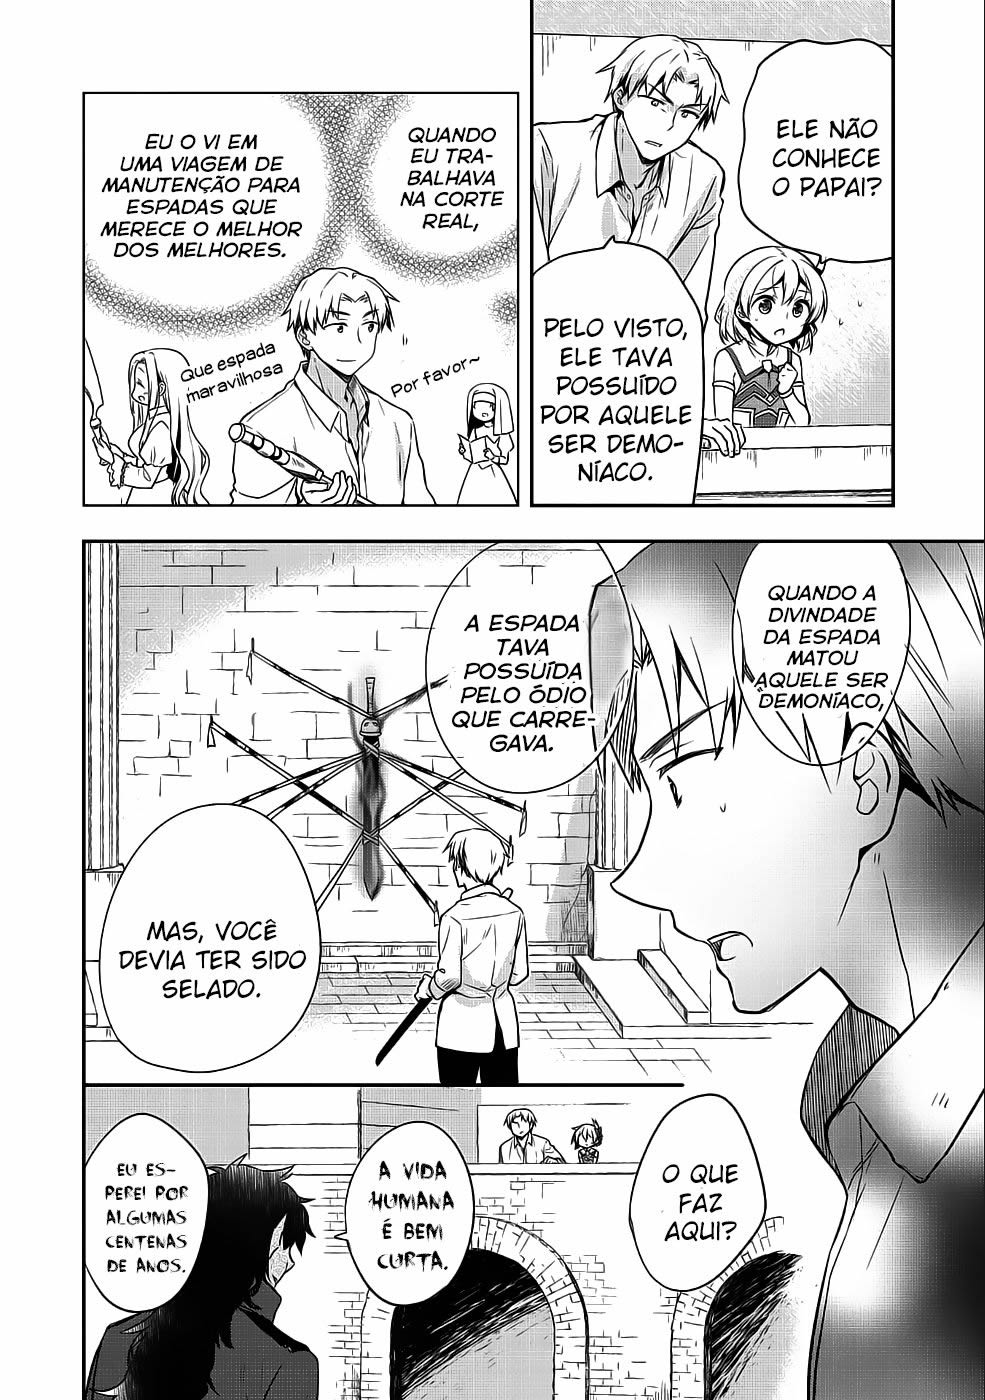 ELE NÃO
CONHECE
O PAPAI?
PELO VISTO,
ELE TAVA
POSSUÍDO
POR AQUELE
SER DEMO-
NÍACO.
QUANDO
EU TRA-
BALHAVA
NA CORTE
REAL,
EU O VI EM
UMA VIAGEM DE
MANUTENÇÃO PARA
ESPADAS QUE
MERECE O MELHOR
DOS MELHORES.
Por favor~
Que espada
maravilhosa
QUANDO A
DIVINDADE
DA ESPADA
MATOU
AQUELE SER
DEMONÍACO,
A ESPADA
TAVA
POSSUÍDA
PELO ÓDIO
QUE CARRE-
GAVA.
MAS, VOCÊ
DEVIA TER SIDO
SELADO.
O QUE
FAZ
AQUI?
A VIDA
HUMANA
É BEM
CURTA.
EU ES-
PEREI POR
ALGUMAS
CENTENAS
DE ANOS.